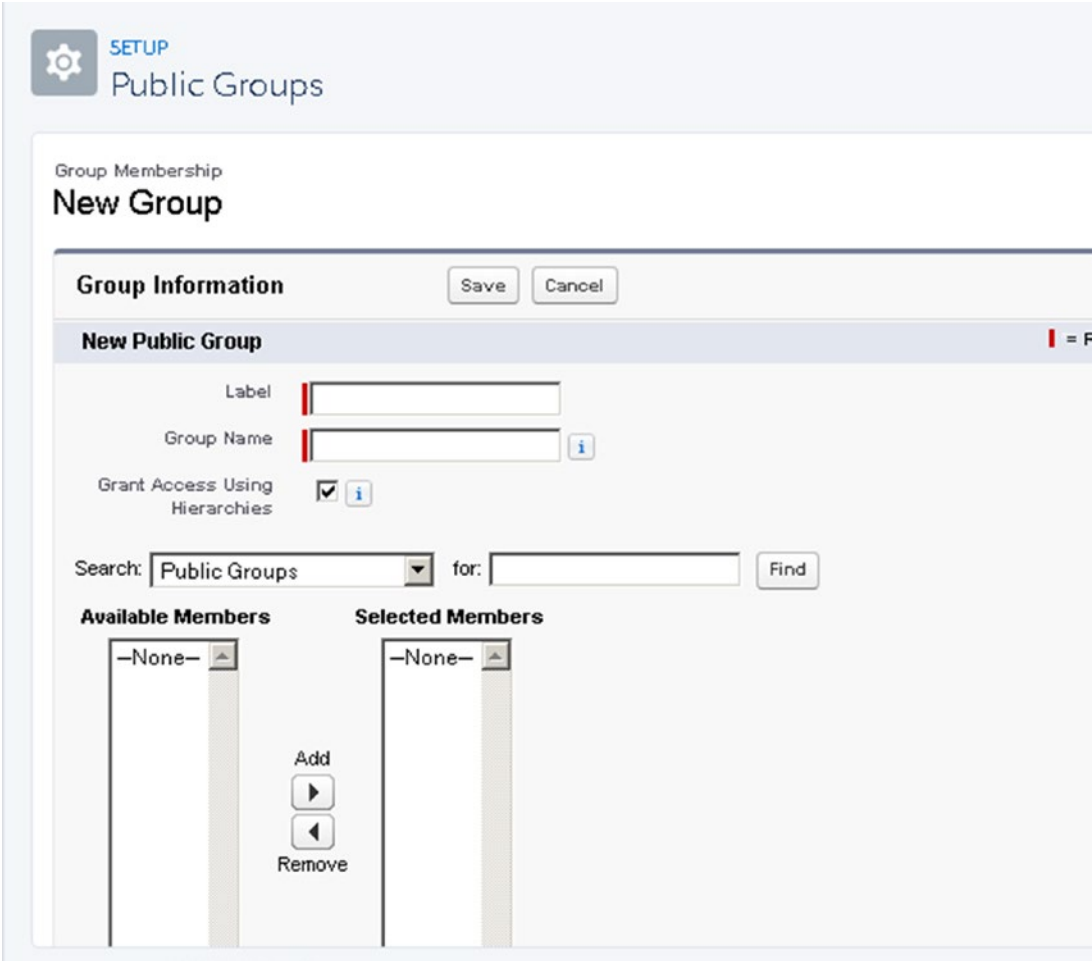 SETUP
Public Groups
Group Membership
New Group
Group Information Save Cancel
New Public Group = R
Label
Group Name i
Grant Access Using
Hierarchies i
Search: Public Groups for: Find
Available Members Selected Members
—None— —None—
Add
Remove